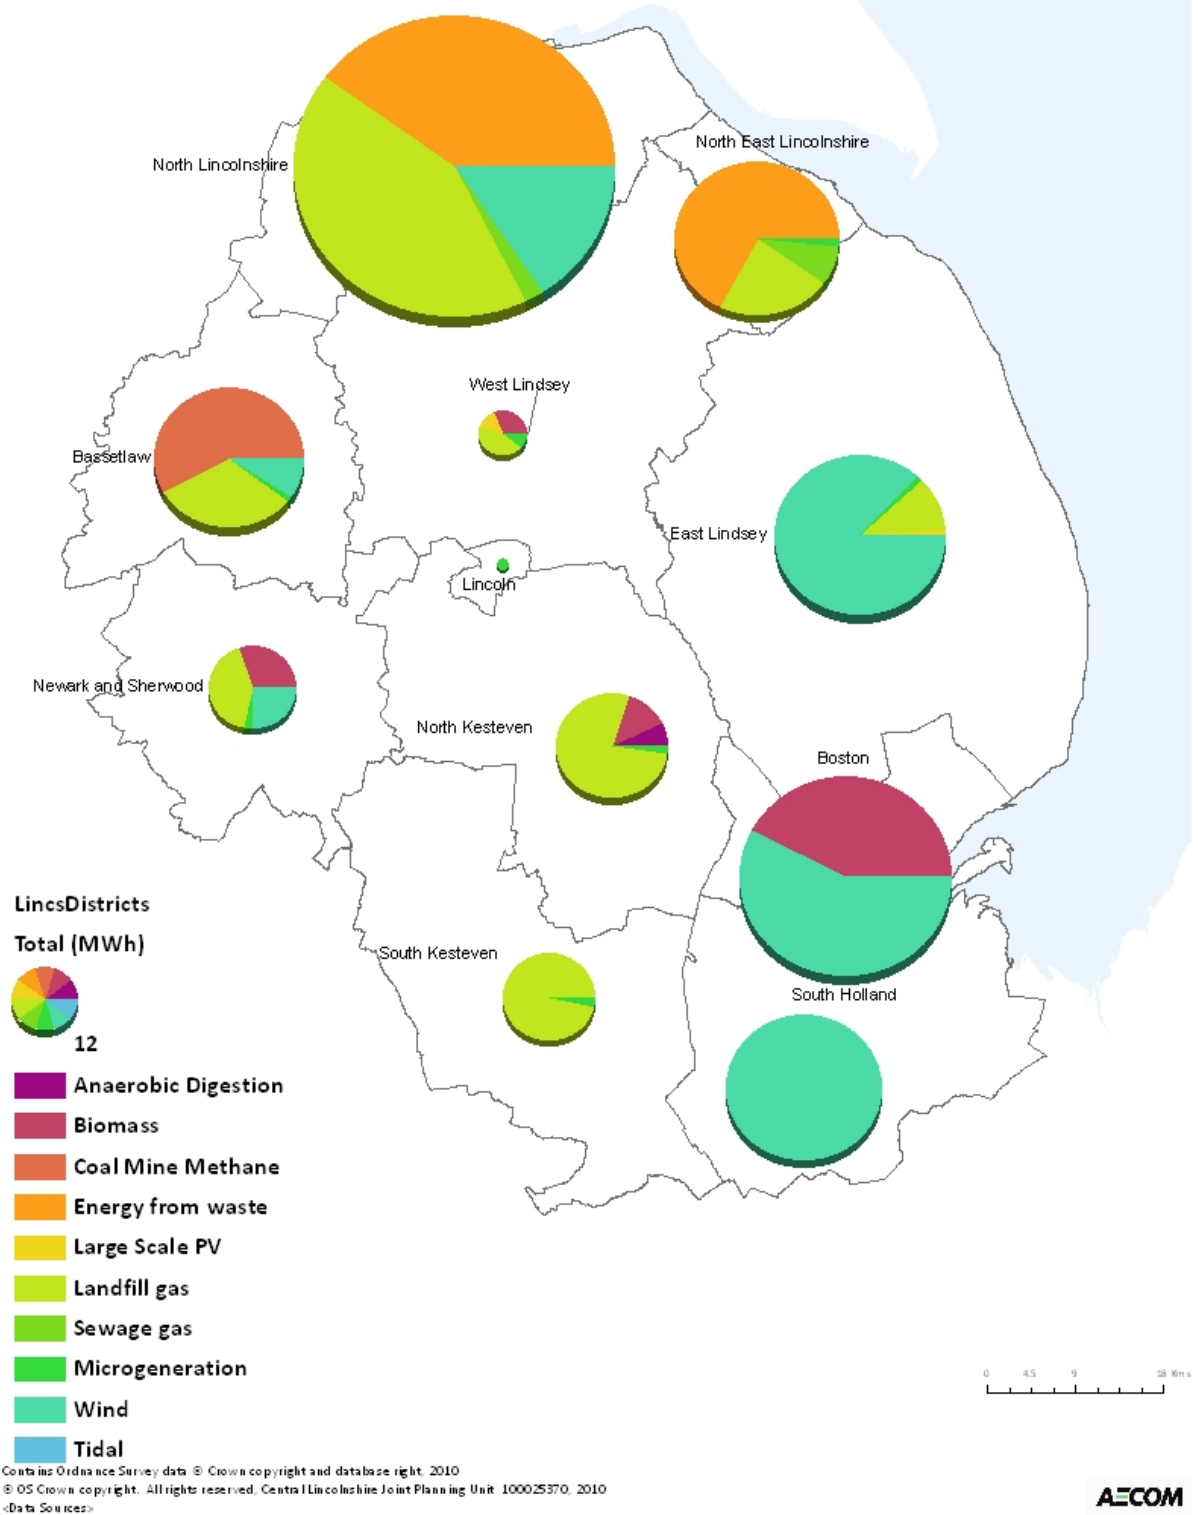 North East Lincolnshire
North Lincolnshire
West Lindsey
Bassetlaw
East Lindsey
Lincoln
Newark and Sherwood
North Kesteven
Boston
South Kesteven
South Holland
LincsDistricts
Total (MWh)
12
Anaerobic Digestion
Biomass
Coal Mine Methane
Energy from waste
Large Scale PV
Landfill gas
Sewage gas
Microgeneration
Wind
Tidal
0 4.5 9 18 Kms
Contains Ordnance Survey data © Crown copyright and database right, 2010
© OS Crown copyright. All rights reserved, Central Lincolnshire Joint Planning Unit 100025370, 2010
<Data Sources>
AECOM